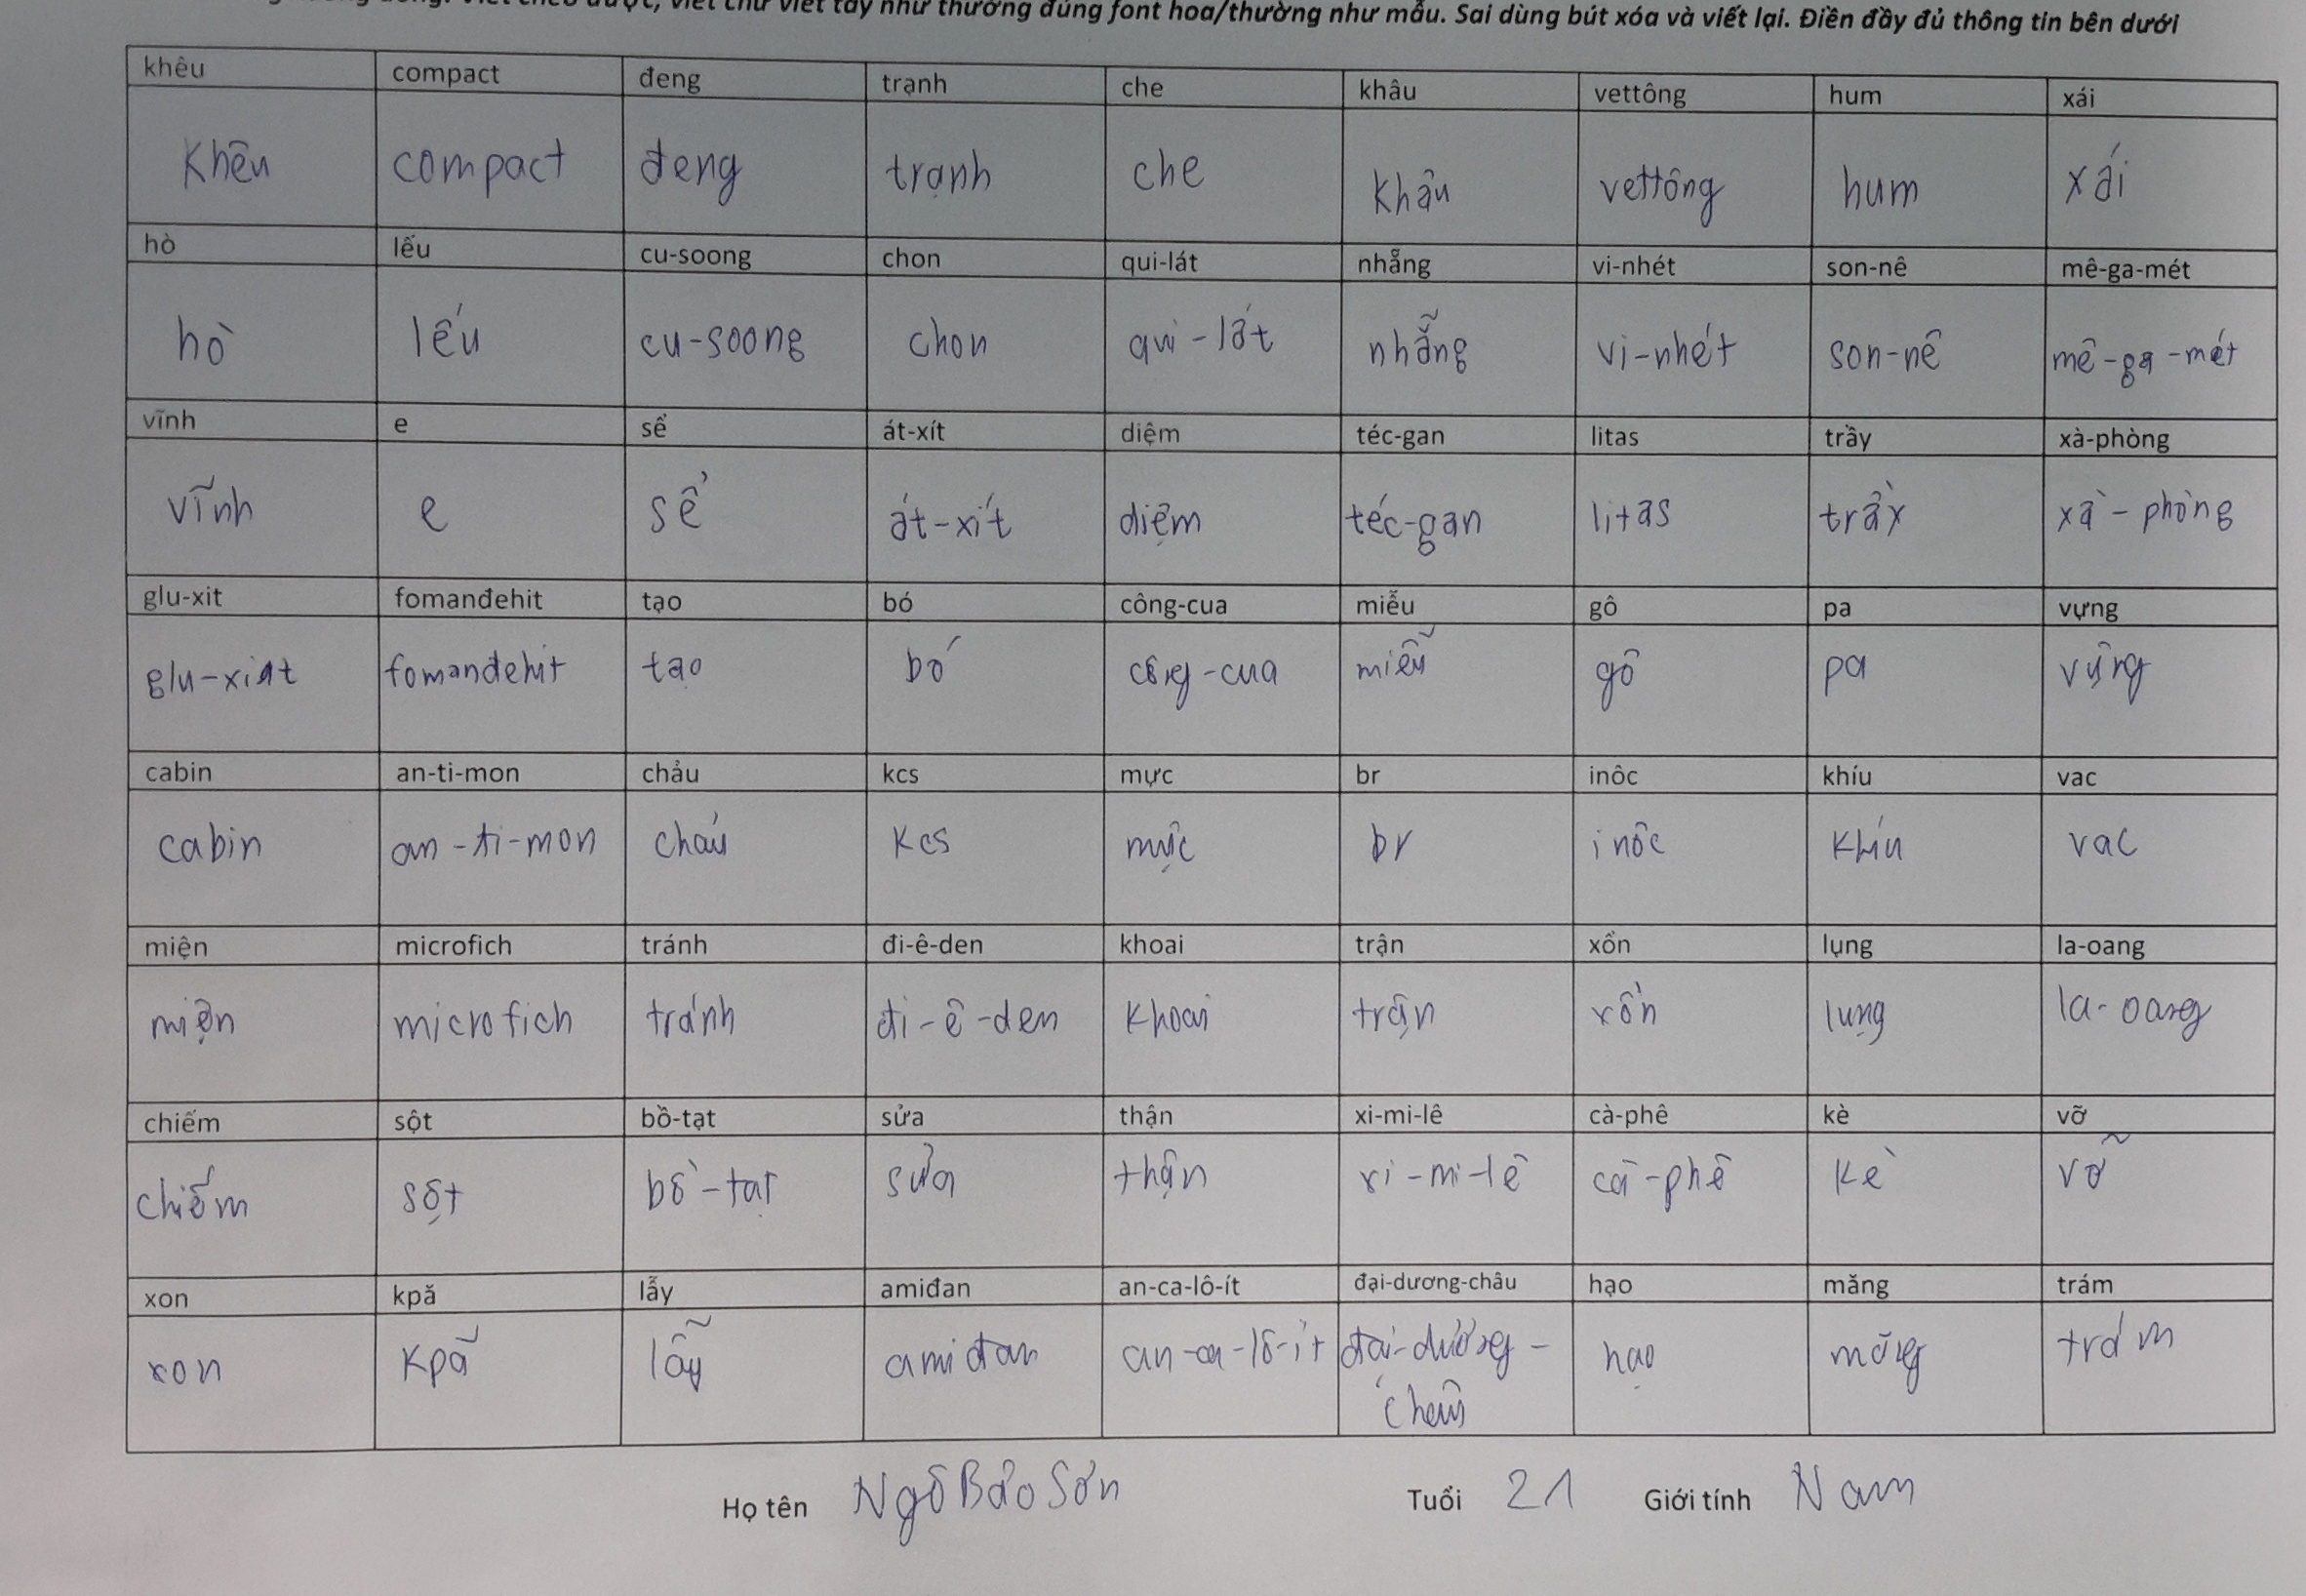 viết chữ viết tay như thường đúng font hoa/thường như mẫu. Sai dùng bút xóa và viết lại. Điền đầy đủ thông tin bên dưới
khêu compact đeng trạnh che khâu vettông hum xái
khêu compact đeng trạnh che khâu vettông hum xái
hò lếu cu-soong chon qui-lát nhẵng vi-nhét son-nê mê-ga-mét
hò lếu cu-soong chon qui-lát nhẵng vi-nhét son-nê mê-ga-mét
vĩnh e sể át-xít diệm téc-gan litas trầy xà-phòng
vĩnh e sể át-xít diệm téc-gan litas trầy xà-phòng
glu-xit fomanđehit tạo bó công-cua miễu gô pa vựng
glu-xit fomanđehit tạo bó công-cua miễu gô pa vựng
cabin an-ti-mon chảu kcs mực br inôc khíu vac
cabin an-ti-mon chảu kcs mực br inôc khíu vac
miện microfich tránh đi-ê-den khoai trận xổn lụng la-oang
miện microfich tránh đi-ê-den khoai trận xổn lụng la-oang
chiếm sột bồ-tạt sửa thận xi-mi-lê cà-phê kè vỡ
chiếm sột bồ-tạt sửa thận xi-mi-lê cà-phê kè vỡ
xon kpă lẫy amiđan an-ca-lô-ít đại-dương-châu hạo măng trám
xon kpă lẫy amiđan an-ca-lô-ít đại-dương-châu hạo măng trám
Họ tên Ngô Bảo Sơn Tuổi 21 Giới tính Nam